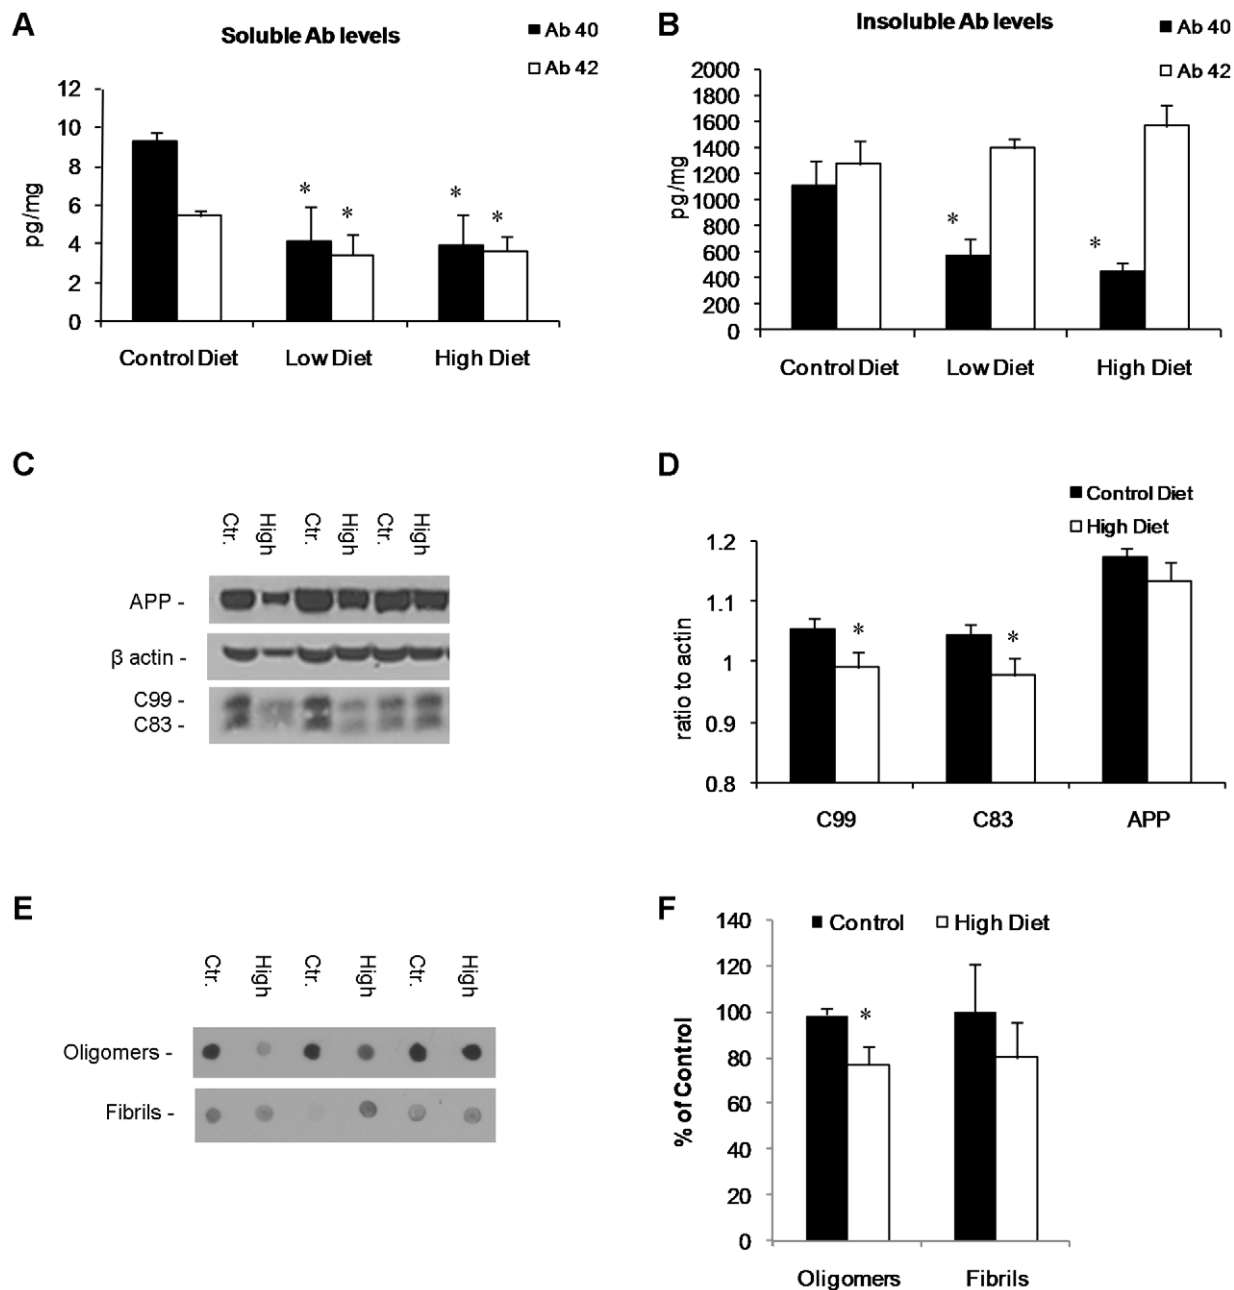 A
Soluble Ab levels
Ab 40
Ab 42
12
10
8
6
4
2
0
pg/mg
*
*
*
*
Control Diet
Low Diet
High Diet
B
Insoluble Ab levels
Ab 40
Ab 42
2000
1800
1600
1400
1200
1000
800
600
400
200
0
pg/mg
*
*
Control Diet
Low Diet
High Diet
C
Ctr.
High
Ctr.
High
Ctr.
High
APP -
β actin -
C99 -
C83 -
D
Control Diet
High Diet
1.2
1.1
1
0.9
0.8
ratio to actin
*
*
C99
C83
APP
E
Ctr.
High
Ctr.
High
Ctr.
High
Oligomers -
Fibrils -
F
Control
High Diet
140
120
100
80
60
40
20
0
% of Control
*
Oligomers
Fibrils